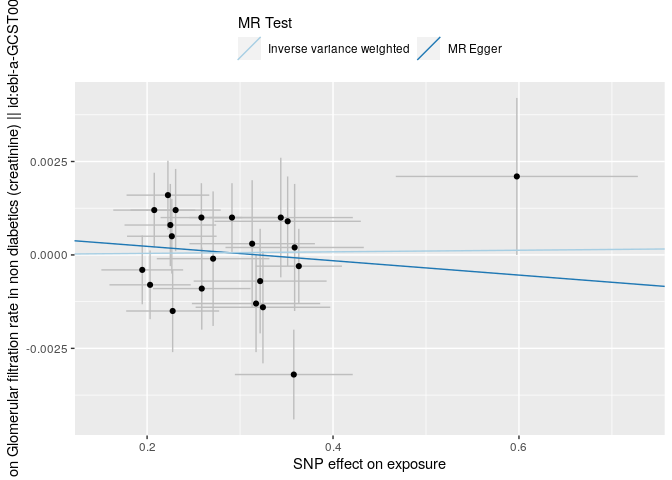 MR Test
Inverse variance weighted
MR Egger
on Glomerular filtration rate in non diabetics (creatinine) || id:ebi-a-GCST00
0.0025
0.0000
-0.0025
0.2
0.4
0.6
SNP effect on exposure